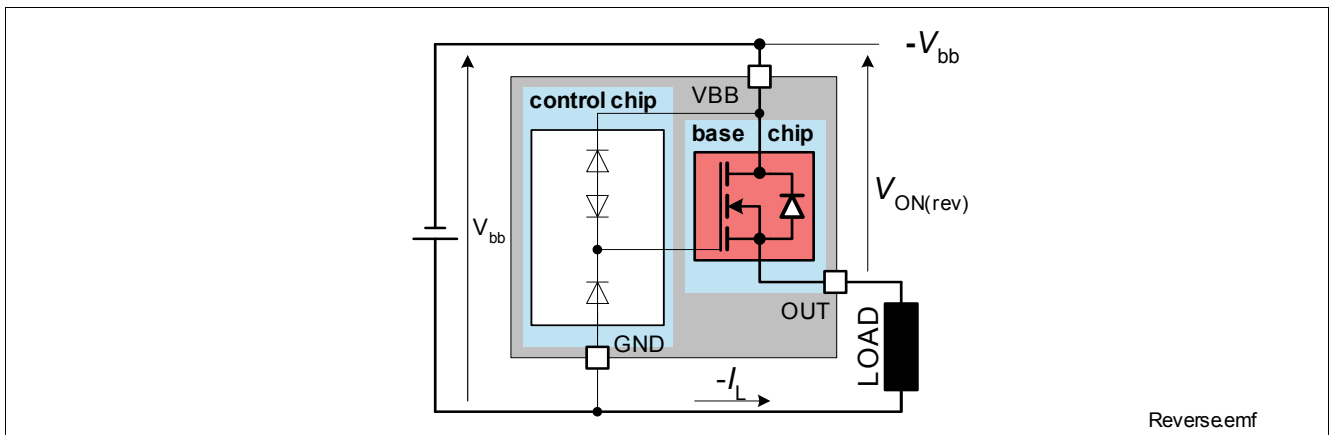 -Vbb
VBB
control chip
base chip
VON(rev)
Vbb
OUT
GND
LOAD
-IL
Reverse.emf